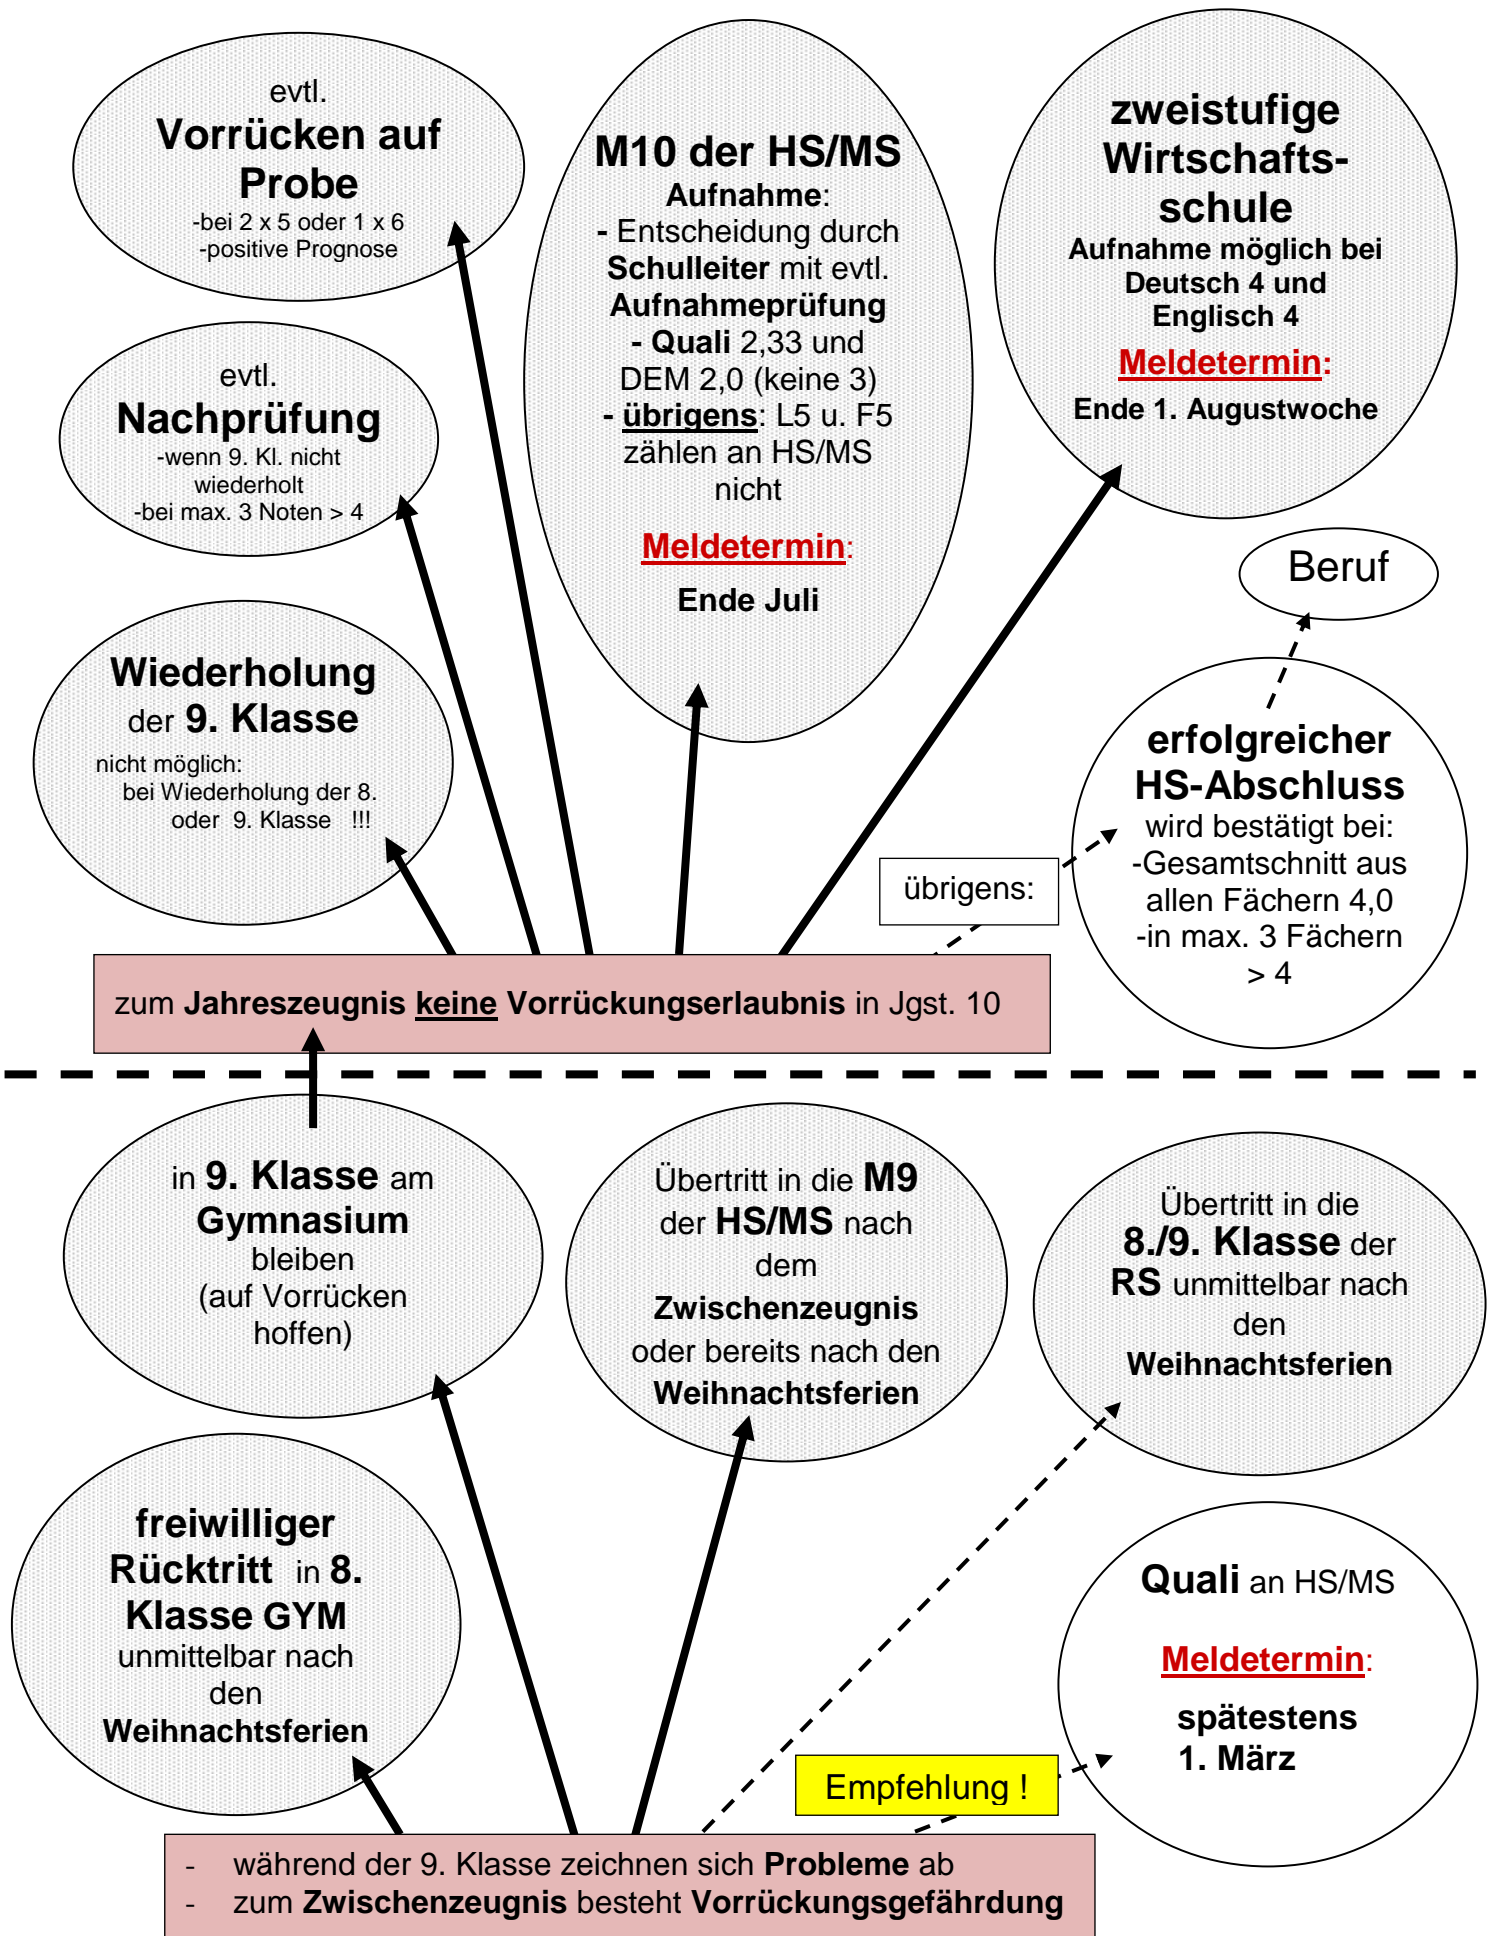 evtl.
Vorrücken auf
Probe
-bei 2 x 5 oder 1 x 6
-positive Prognose
M10 der HS/MS
Aufnahme:
- Entscheidung durch
Schulleiter mit evtl.
Aufnahmeprüfung
- Quali 2,33 und
DEM 2,0 (keine 3)
- übrigens: L5 u. F5
zählen an HS/MS
nicht
Meldetermin:
Ende Juli
zweistufige
Wirtschafts-
schule
Aufnahme möglich bei
Deutsch 4 und
Englisch 4
Meldetermin:
Ende 1. Augustwoche
evtl.
Nachprüfung
-wenn 9. Kl. nicht
wiederholt
-bei max. 3 Noten > 4
Beruf
Wiederholung
der 9. Klasse
nicht möglich:
bei Wiederholung der 8.
oder 9. Klasse !!!
erfolgreicher
HS-Abschluss
wird bestätigt bei:
-Gesamtschnitt aus
allen Fächern 4,0
-in max. 3 Fächern
> 4
übrigens:
zum Jahreszeugnis keine Vorrückungserlaubnis in Jgst. 10
in 9. Klasse am
Gymnasium
bleiben
(auf Vorrücken
hoffen)
Übertritt in die M9
der HS/MS nach
dem
Zwischenzeugnis
oder bereits nach den
Weihnachtsferien
Übertritt in die
8./9. Klasse der
RS unmittelbar nach
den
Weihnachtsferien
freiwilliger
Rücktritt in 8.
Klasse GYM
unmittelbar nach
den
Weihnachtsferien
Quali an HS/MS
Meldetermin:
spätestens
1. März
Empfehlung !
- während der 9. Klasse zeichnen sich Probleme ab
- zum Zwischenzeugnis besteht Vorrückungsgefährdung